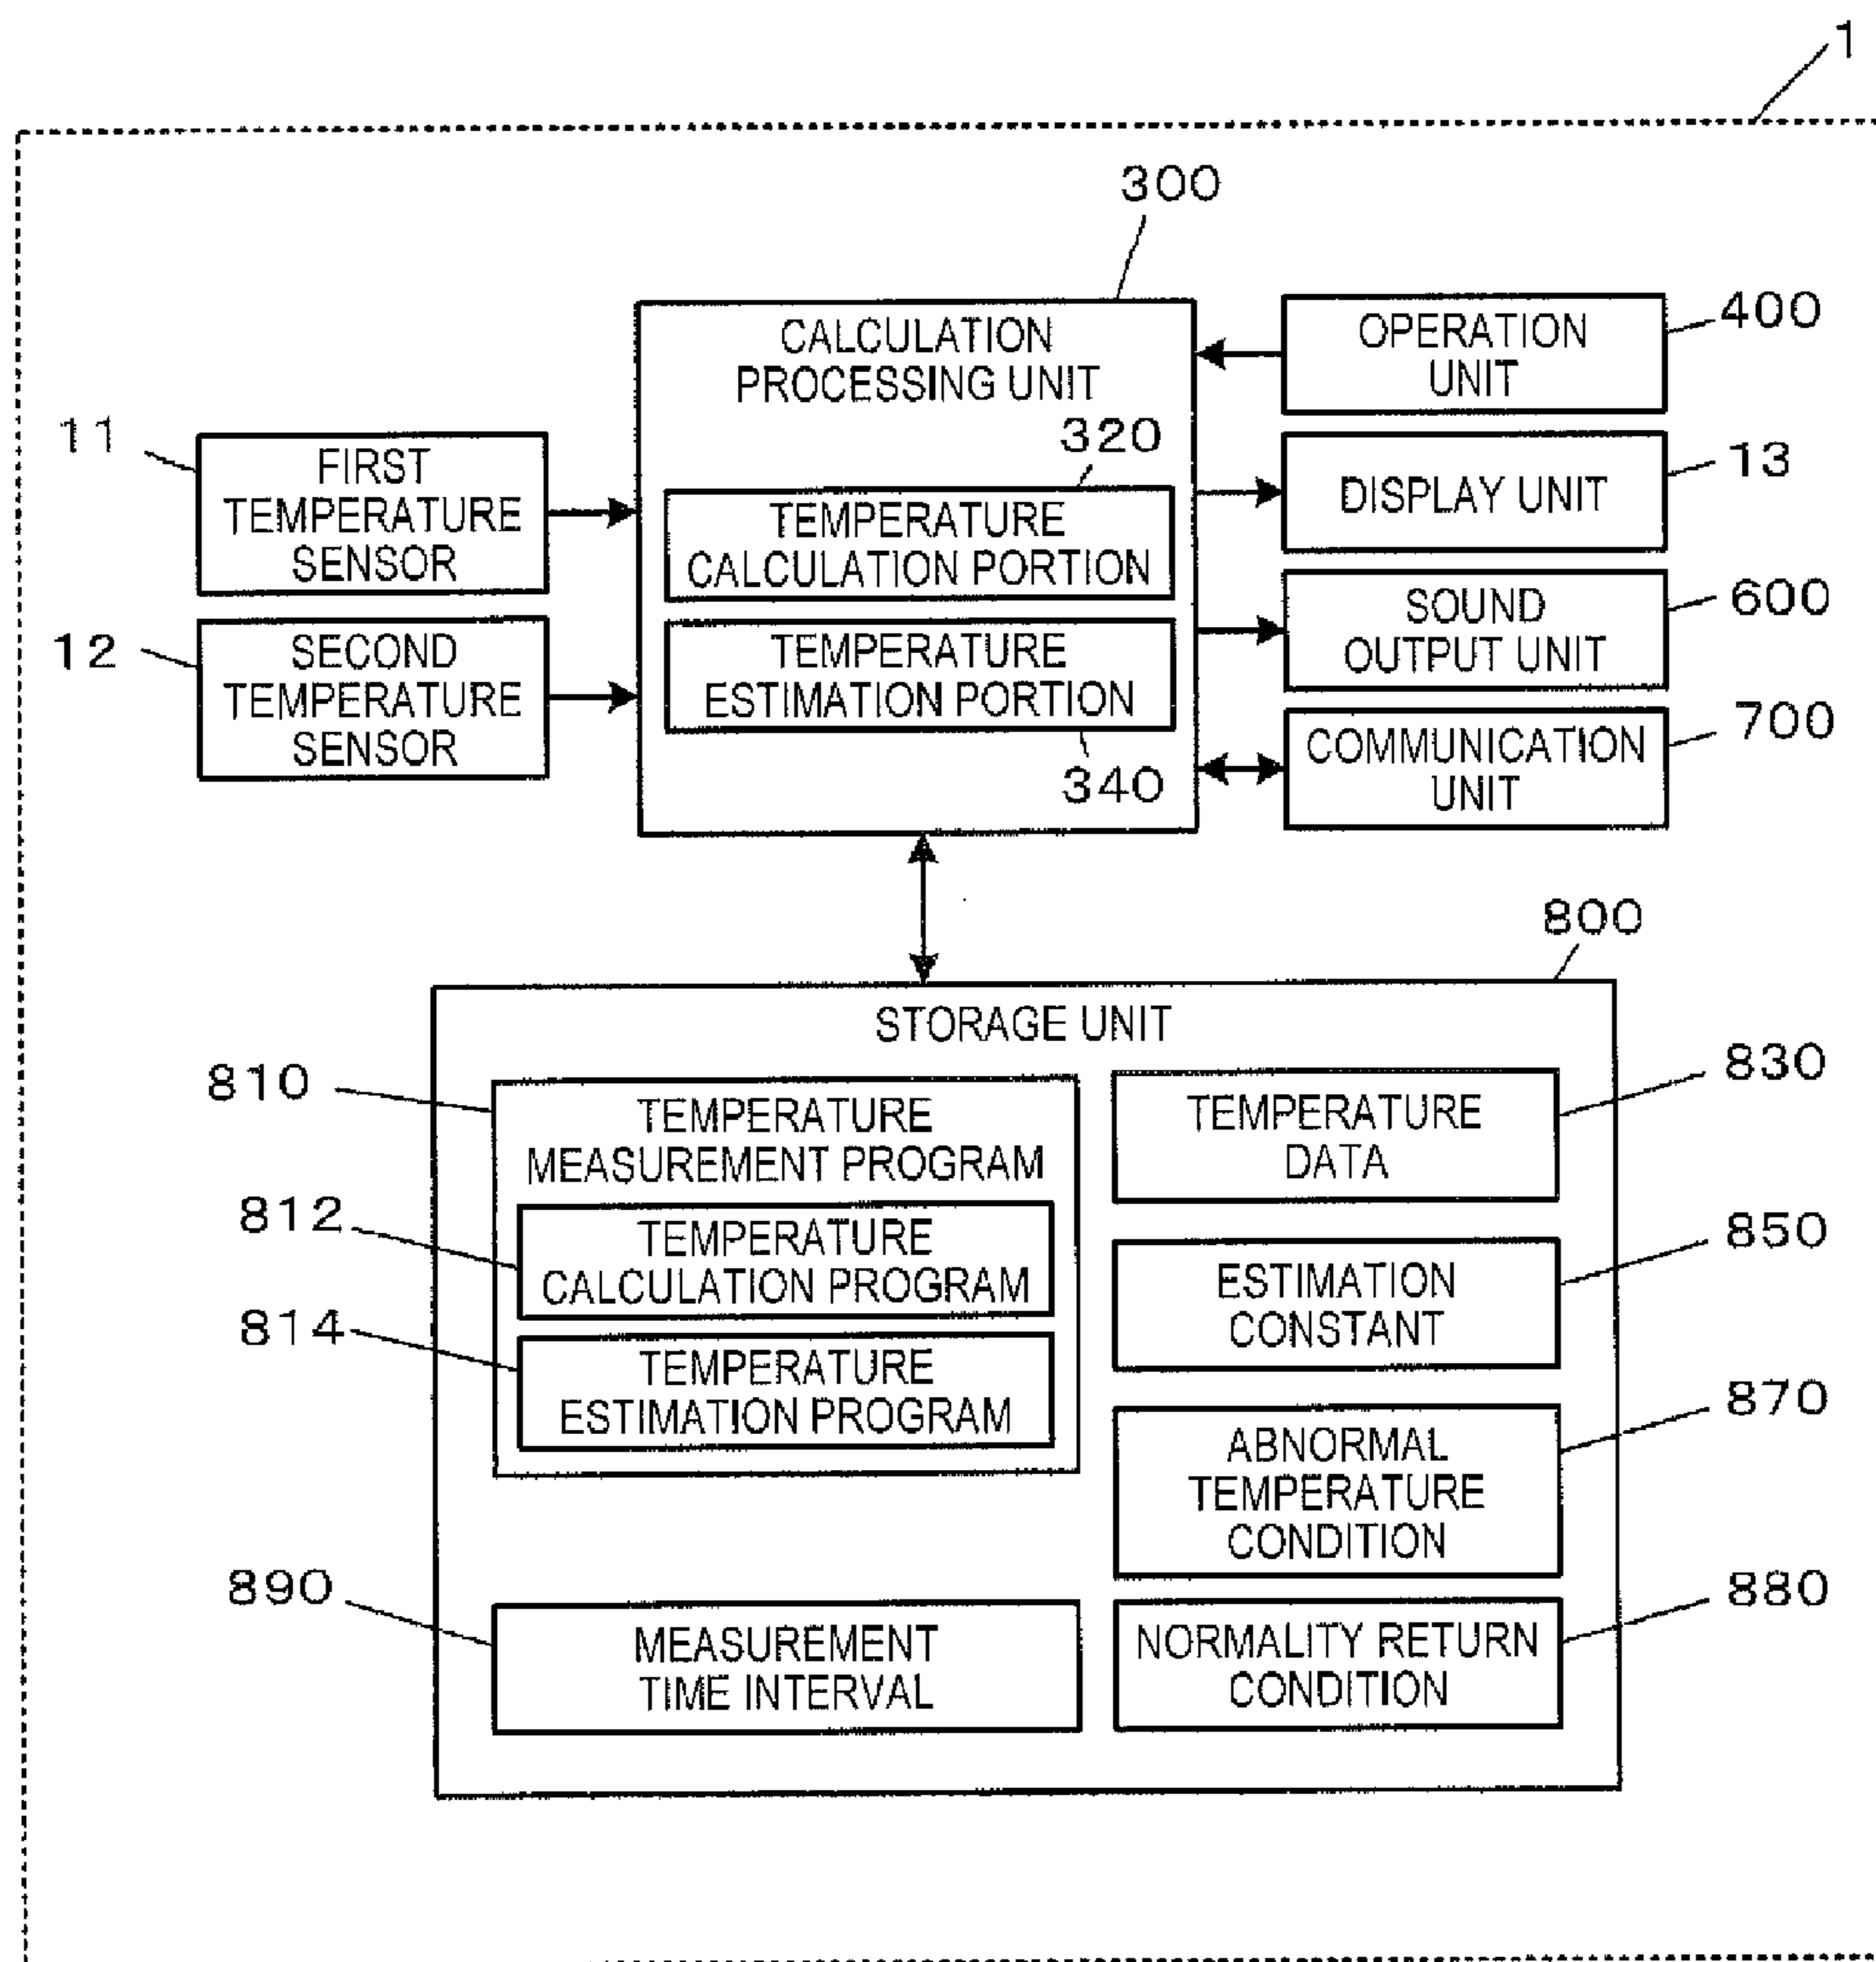 1
300
CALCULATION
PROCESSING UNIT
320
TEMPERATURE
CALCULATION PORTION
TEMPERATURE
ESTIMATION PORTION
340
11
FIRST
TEMPERATURE
SENSOR
12
SECOND
TEMPERATURE
SENSOR
OPERATION
UNIT
400
DISPLAY UNIT
13
SOUND
OUTPUT UNIT
600
COMMUNICATION
UNIT
700
800
STORAGE UNIT
810
TEMPERATURE
MEASUREMENT PROGRAM
812
TEMPERATURE
CALCULATION PROGRAM
814
TEMPERATURE
ESTIMATION PROGRAM
890
MEASUREMENT
TIME INTERVAL
TEMPERATURE
DATA
830
ESTIMATION
CONSTANT
850
ABNORMAL
TEMPERATURE
CONDITION
870
NORMALITY RETURN
CONDITION
880